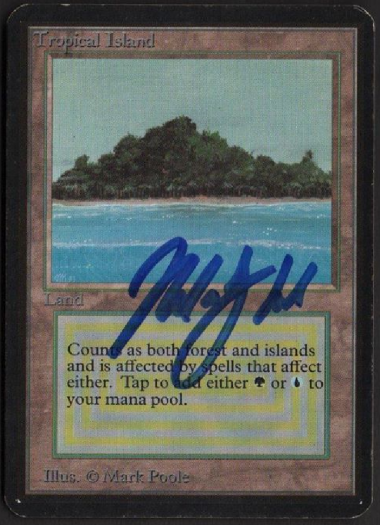 Tropical Island
Land
Counts as both forest and islands
and is affected by spells that affect
either. Tap to add either or to
your mana pool.
Illus. © Mark Poole